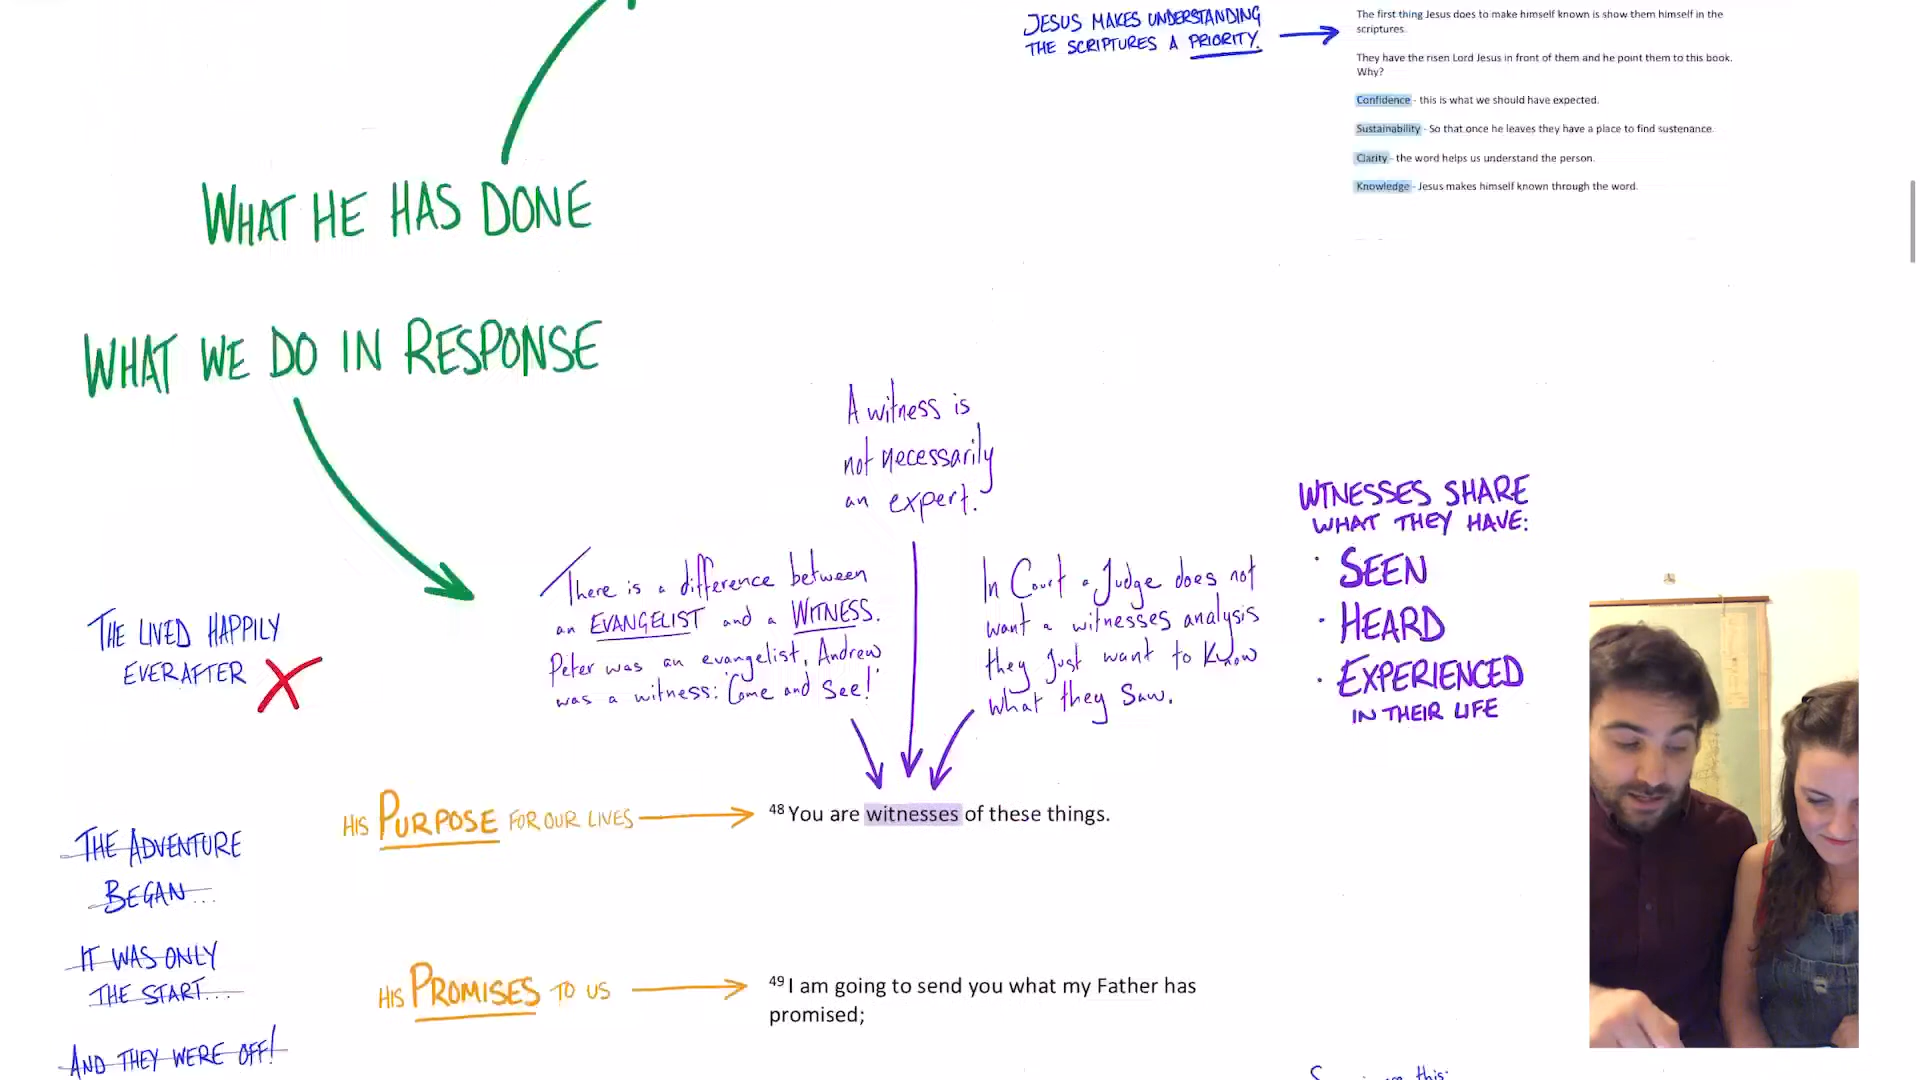 JESUS MAKES UNDERSTANDING
THE SCRIPTURES A PRIORITY.
The first thing Jesus does to make himself known is show them himself in the
scriptures.
They have the risen Lord Jesus in front of them and he point them to this book.
Why?
Confidence - this is what we should have expected.
Sustainability - So that once he leaves they have a place to find sustenance.
Clarity - the word helps us understand the person.
Knowledge - Jesus makes himself known through the word.
WHAT HE HAS DONE
WHAT WE DO IN RESPONSE
A witness is
not necessarily
an expert.
There is a difference between
an EVANGELIST and a WITNESS.
Peter was an evangelist, Andrew
was a witness: 'Come and See!'
In Court a Judge does not
want a witnesses analysis
they just want to know
what they saw.
WITNESSES SHARE
WHAT THEY HAVE:
· SEEN
· HEARD
· EXPERIENCED
IN THEIR LIFE
THE LIVED HAPPILY
EVERAFTER
HIS PURPOSE FOR OUR LIVES
48 You are witnesses of these things.
THE ADVENTURE
BEGAN...
IT WAS ONLY
THE START...
AND THEY WERE OFF!
HIS PROMISES TO US
49 I am going to send you what my Father has
promised;
this: